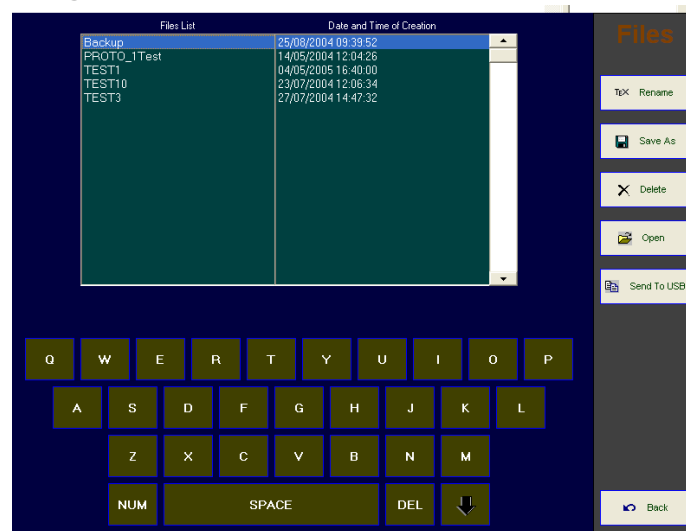 Files List Date and Time of Creation
Files
Backup 25/08/2004 09:39:52
PROTO_1Test 14/05/2004 12:04:26
TEST1 04/05/2005 16:40:00
TEST10 23/07/2004 12:06:34
TEST3 27/07/2004 14:47:32
Rename
Save As
Delete
Open
Send To USB
Q W E R T Y U I O P
A S D F G H J K L
Z X C V B N M
NUM SPACE DEL
Back